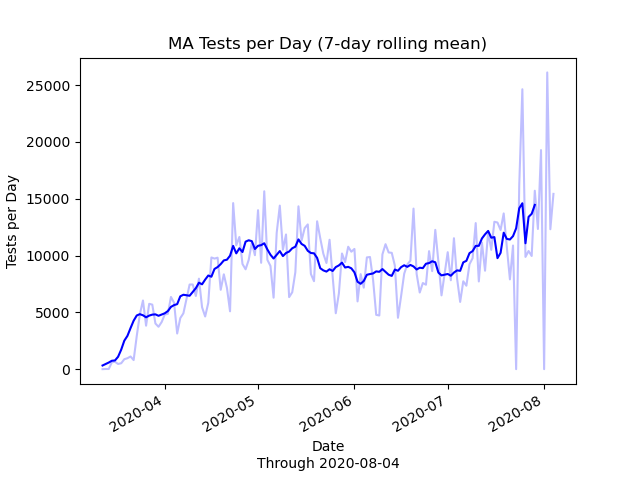 MA Tests per Day (7-day rolling mean)
25000
20000
15000
10000
5000
0
Tests per Day
2020-04
2020-05
2020-06
2020-07
2020-08
Date
Through 2020-08-04